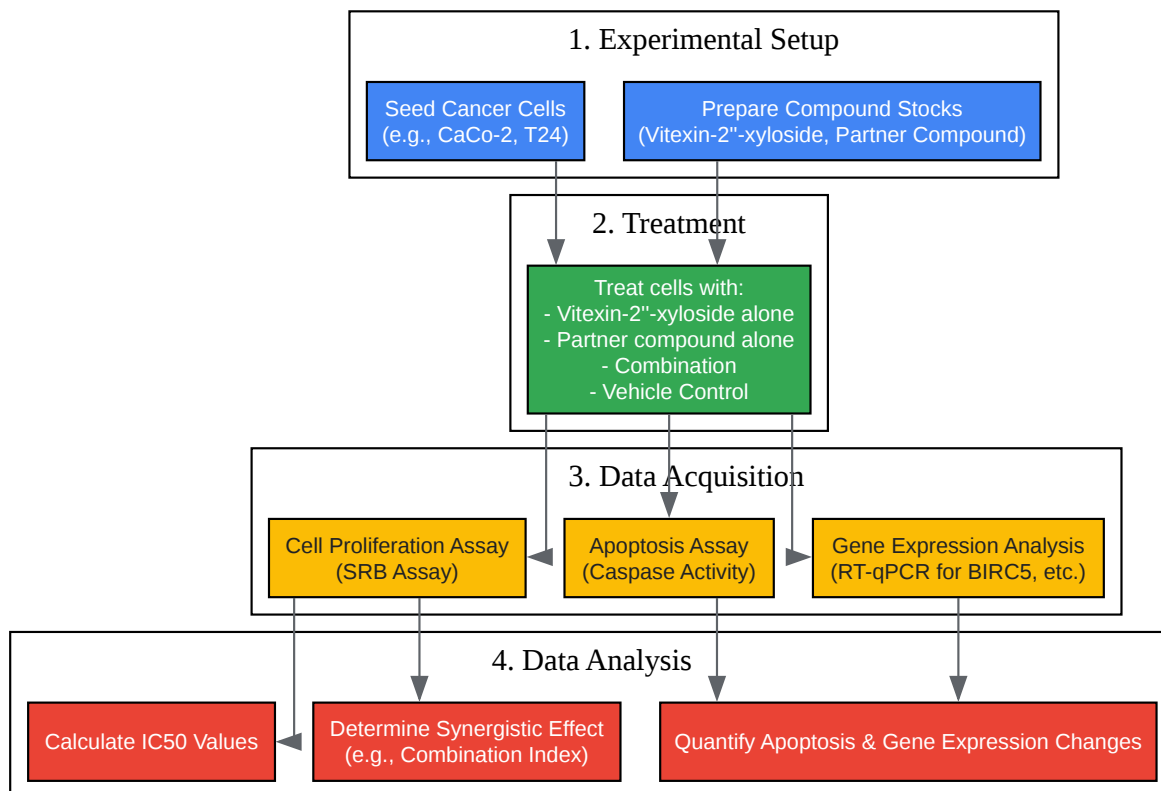 1. Experimental Setup
Seed Cancer Cells
(e.g., CaCo-2, T24)
Prepare Compound Stocks
(Vitexin-2"-xyloside, Partner Compound)
2. Treatment
Treat cells with:
- Vitexin-2"-xyloside alone
- Partner compound alone
- Combination
- Vehicle Control
3. Data Acquisition
Cell Proliferation Assay
(SRB Assay)
Apoptosis Assay
(Caspase Activity)
Gene Expression Analysis
(RT-qPCR for BIRC5, etc.)
4. Data Analysis
Calculate IC50 Values
Determine Synergistic Effect
(e.g., Combination Index)
Quantify Apoptosis & Gene Expression Changes